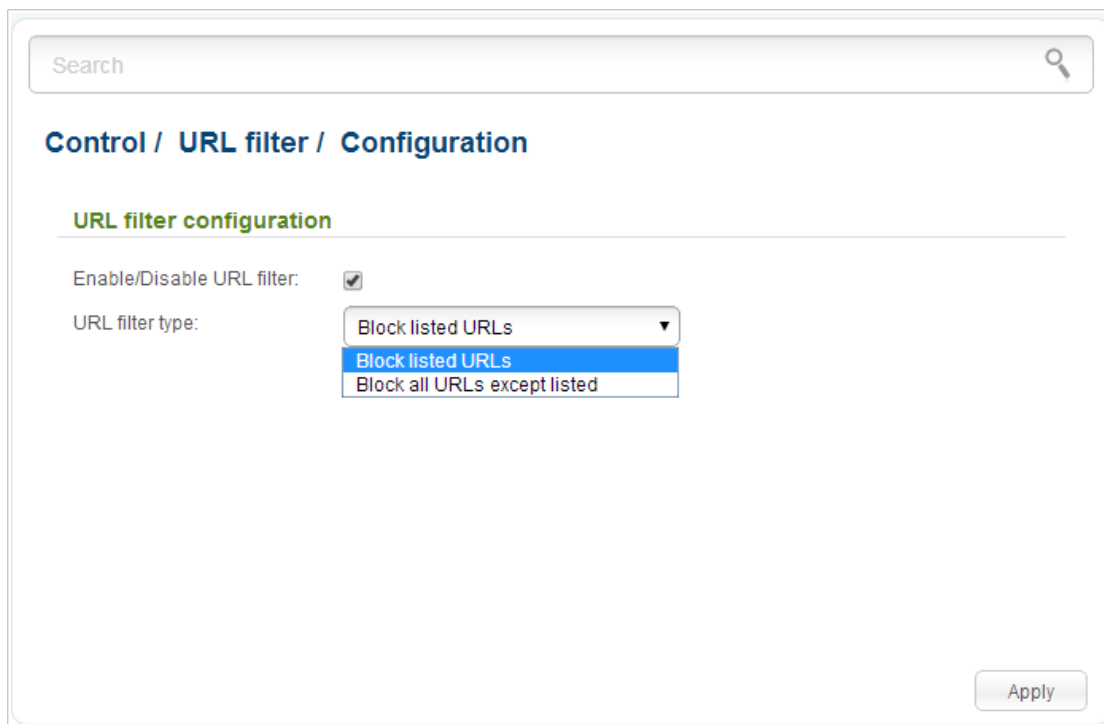 Search
Control / URL filter / Configuration
URL filter configuration
Enable/Disable URL filter:
URL filter type:
Block listed URLs
Block listed URLs
Block all URLs except listed
Apply